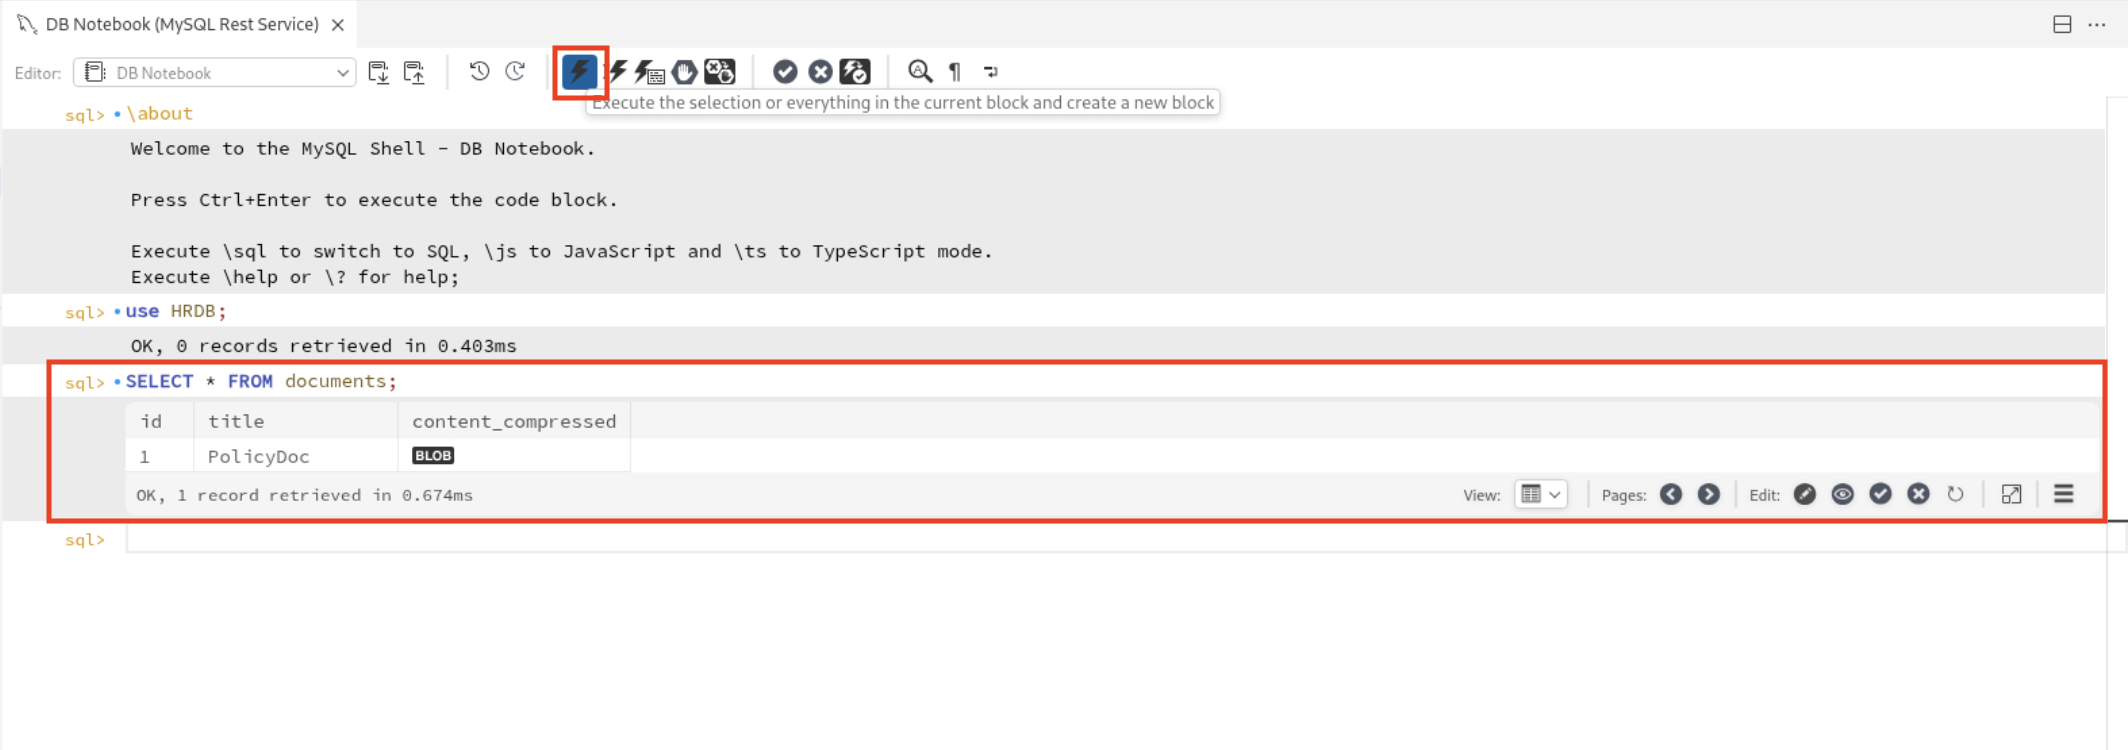 DB Notebook (MySQL Rest Service)
Editor: DB Notebook
Execute the selection or everything in the current block and create a new block
sql> \about
Welcome to the MySQL Shell - DB Notebook.
Press Ctrl+Enter to execute the code block.
Execute \sql to switch to SQL, \js to JavaScript and \ts to TypeScript mode.
Execute \help or \? for help;
sql> use HRDB;
OK, 0 records retrieved in 0.403ms
sql> SELECT * FROM documents;
id title content_compressed
1 PolicyDoc BLOB
OK, 1 record retrieved in 0.674ms View: Pages: Edit:
sql>